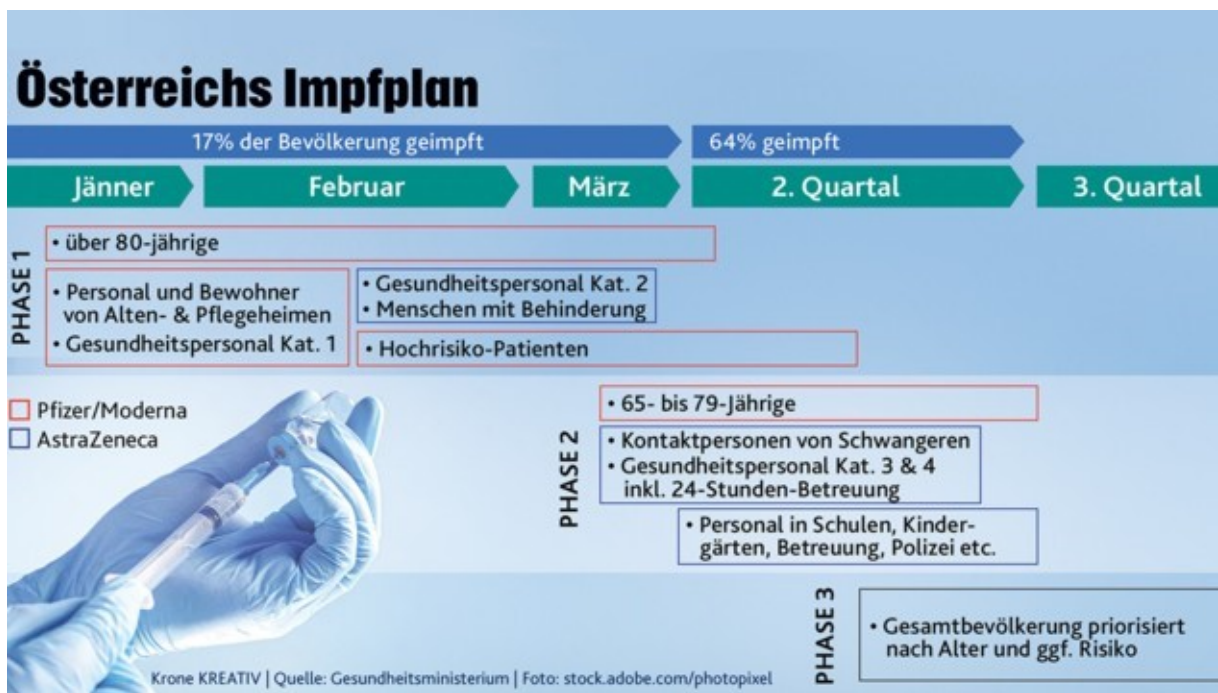 Österreichs Impfplan
17% der Bevölkerung geimpft
64% geimpft
Jänner
Februar
März
2. Quartal
3. Quartal
PHASE 1
• über 80-jährige
• Personal und Bewohner
von Alten- & Pflegeheimen
• Gesundheitspersonal Kat. 1
• Gesundheitspersonal Kat. 2
• Menschen mit Behinderung
• Hochrisiko-Patienten
Pfizer/Moderna
AstraZeneca
PHASE 2
• 65- bis 79-Jährige
• Kontaktpersonen von Schwangeren
• Gesundheitspersonal Kat. 3 & 4
inkl. 24-Stunden-Betreuung
• Personal in Schulen, Kinder-
gärten, Betreuung, Polizei etc.
PHASE 3
• Gesamtbevölkerung priorisiert
nach Alter und ggf. Risiko
Krone KREATIV | Quelle: Gesundheitsministerium | Foto: stock.adobe.com/photopixel